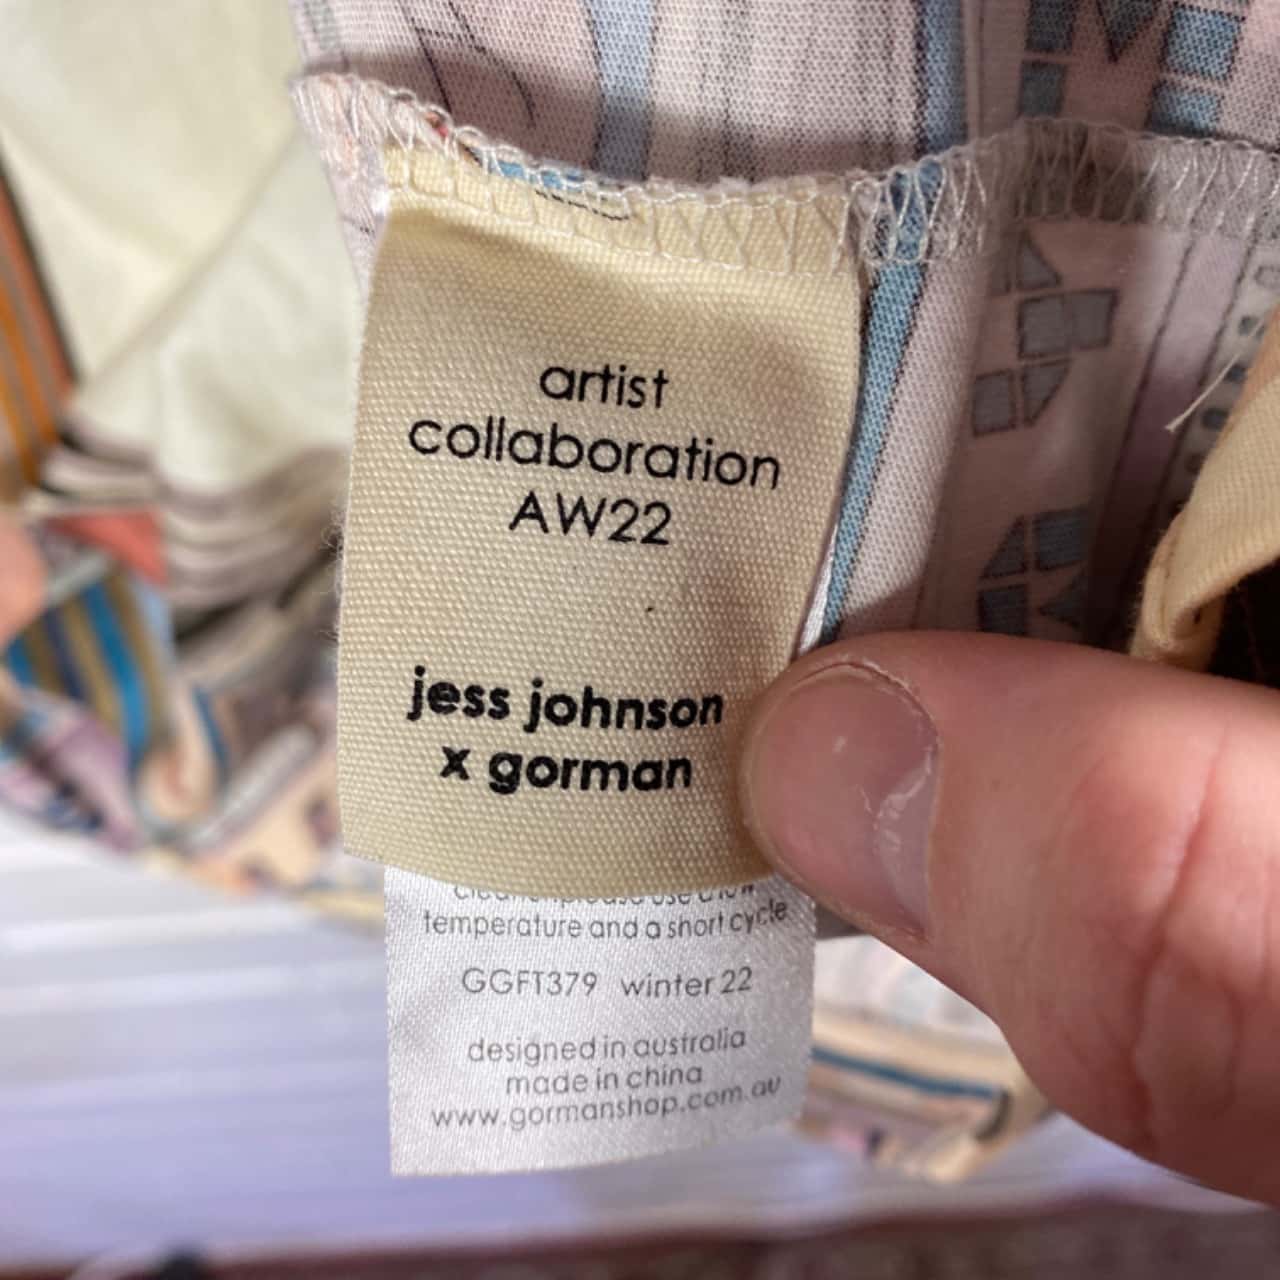 artist
collaboration
AW22
jess johnson
x gorman
temperature and a short cycle
GGFT379 winter 22
designed in australia
made in china
www.gormanshop.com.au